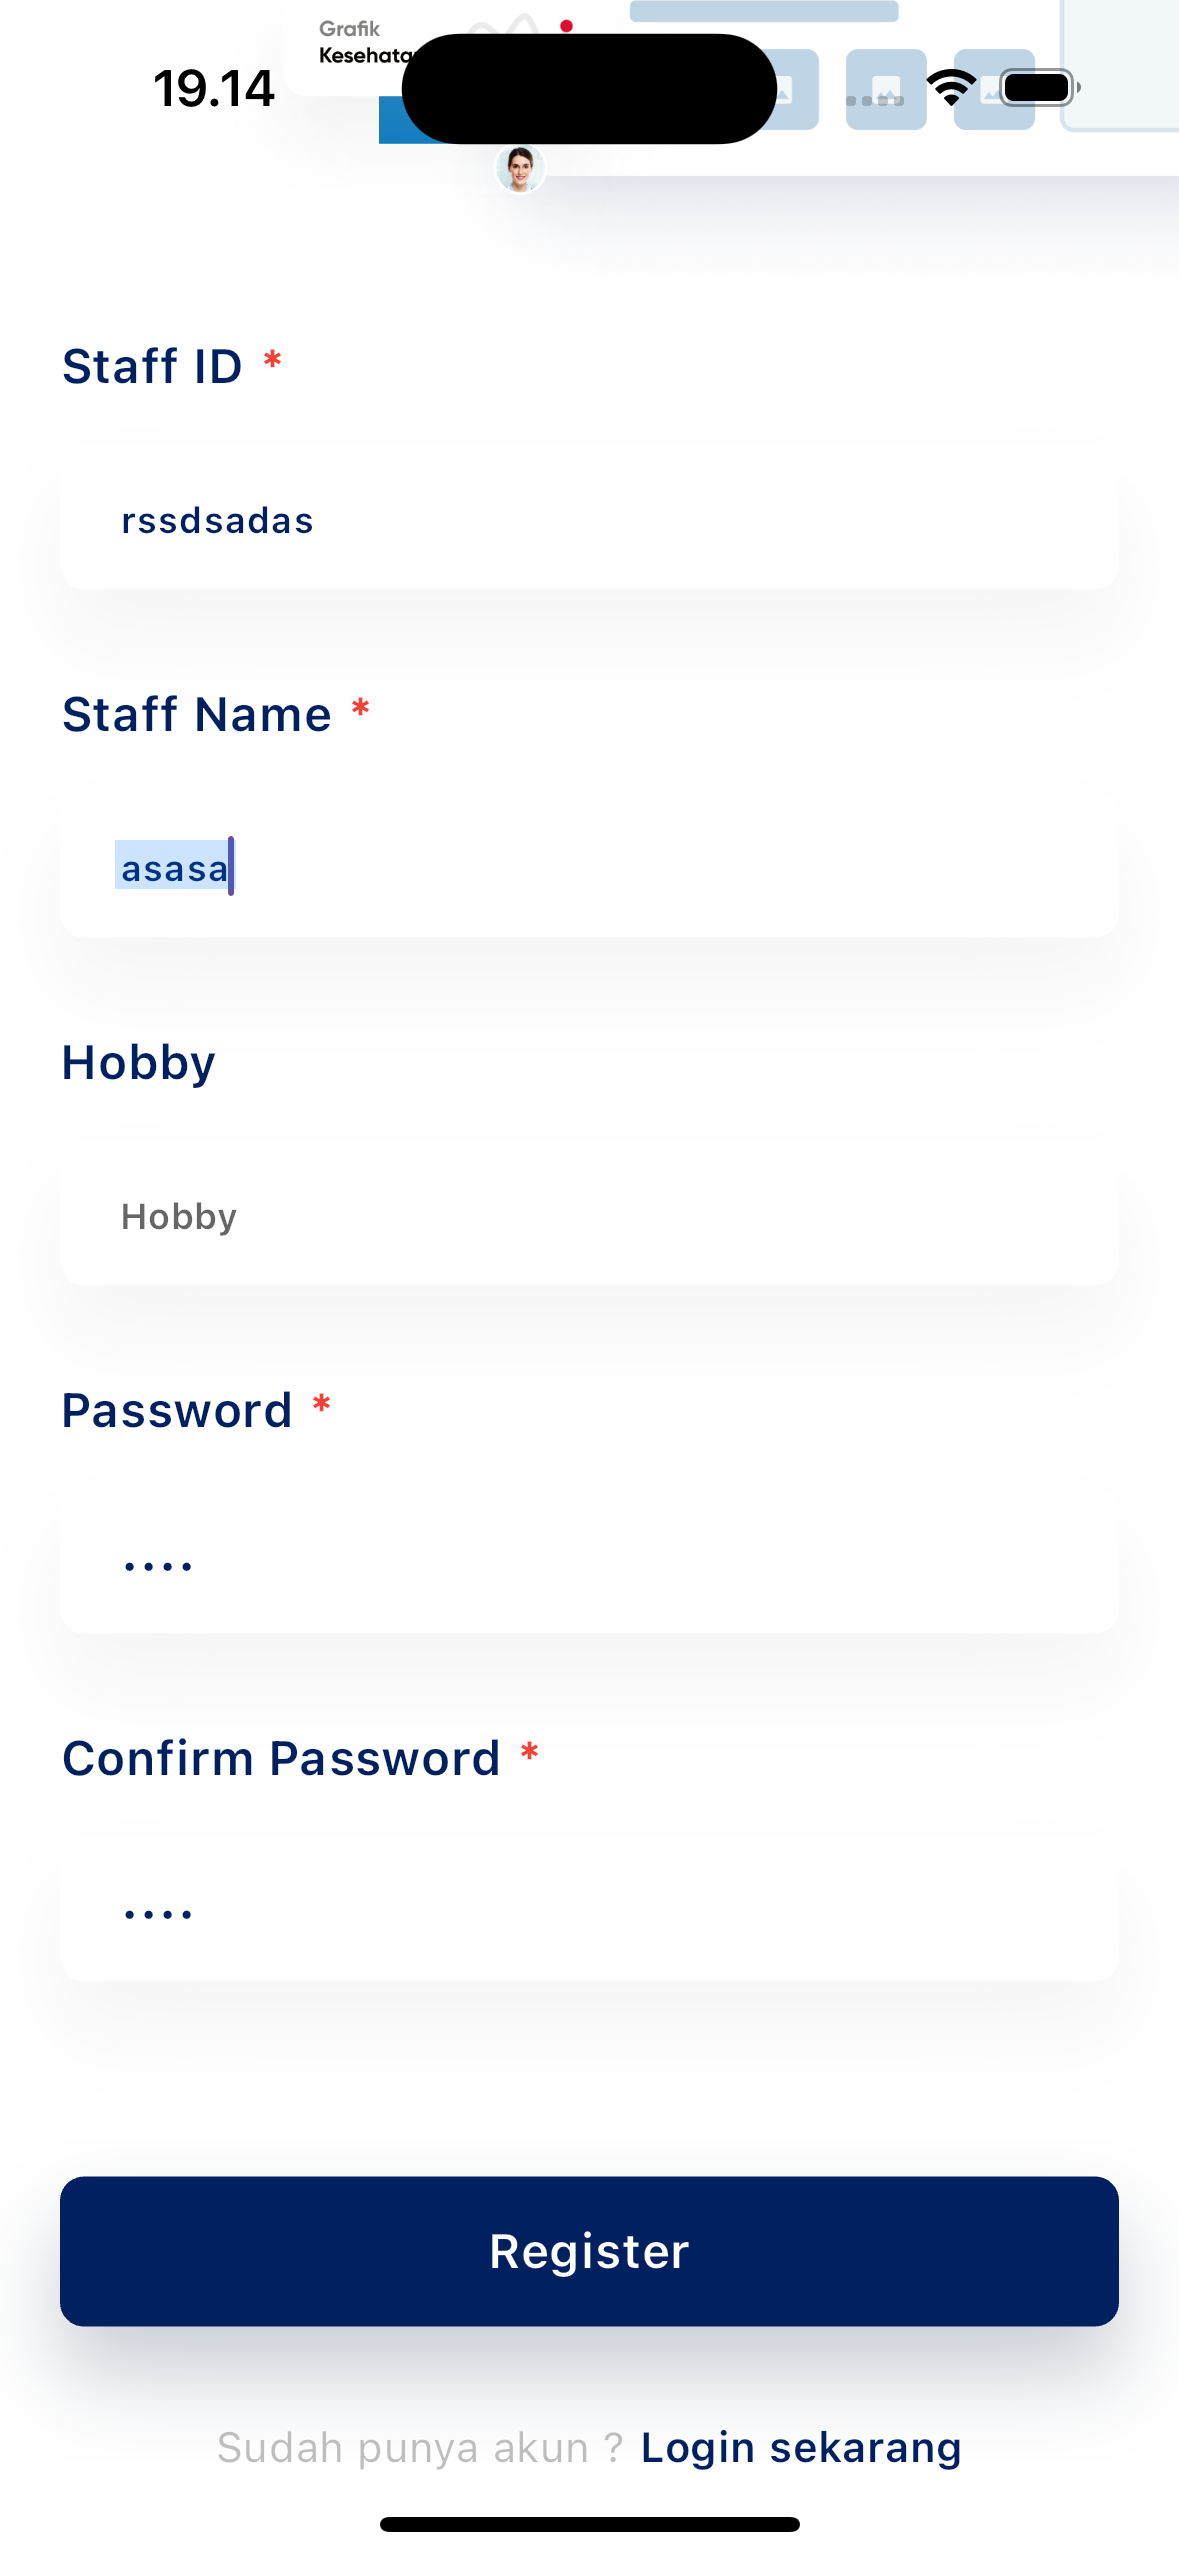 Grafik
19.14
Staff ID *
rssdsadas
Staff Name *
asasa
Hobby
Hobby
Password *
••••
Confirm Password *
••••
Register
Sudah punya akun ? Login sekarang